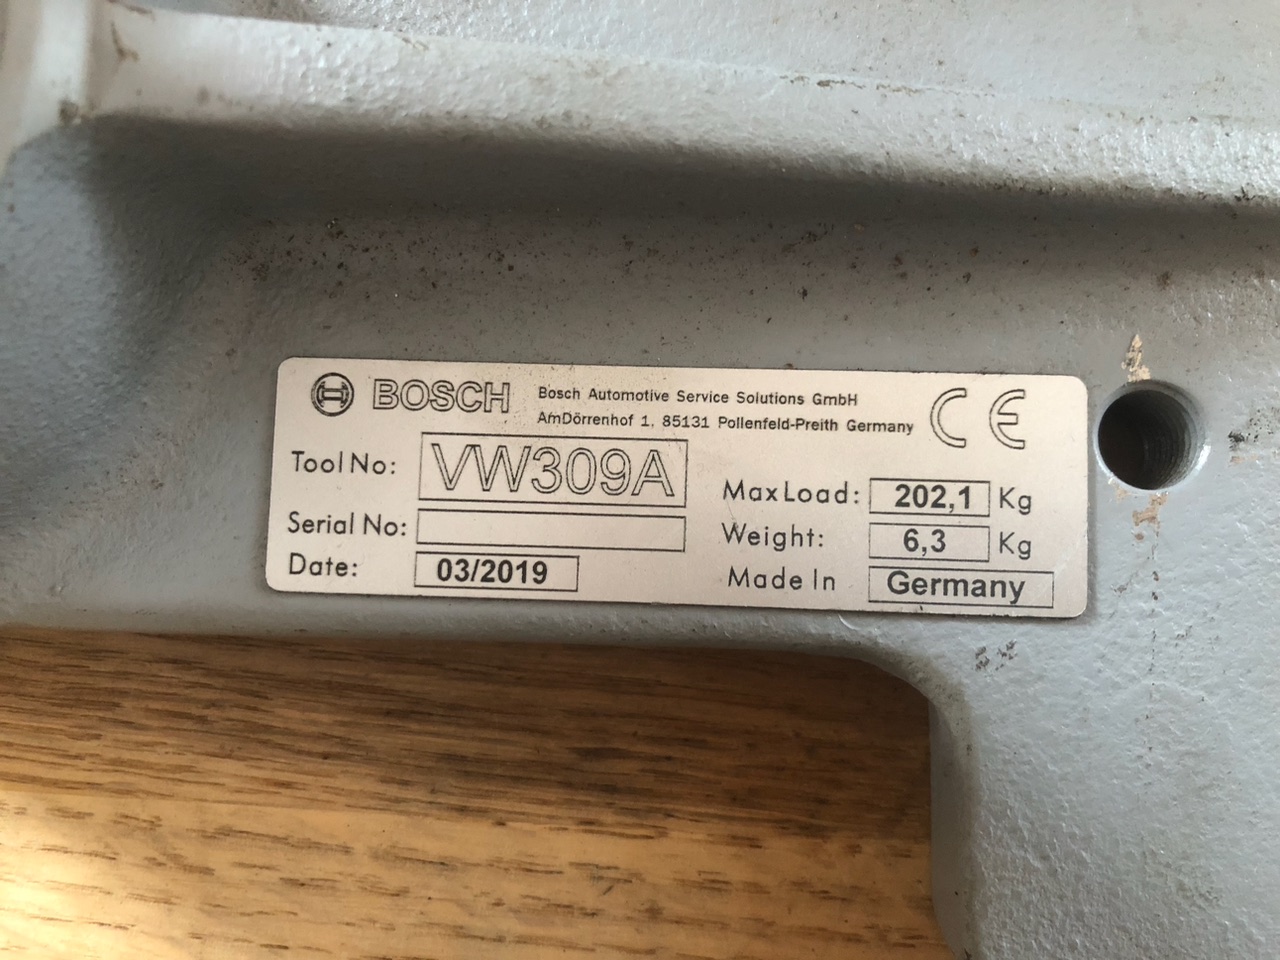 BOSCH
Bosch Automotive Service Solutions GmbH
AmDörrenhof 1, 85131 Pollenfeld-Preith Germany
CE
Tool No: VW309A
Serial No:
Date: 03/2019
Max Load: 202,1 Kg
Weight: 6,3 Kg
Made In Germany